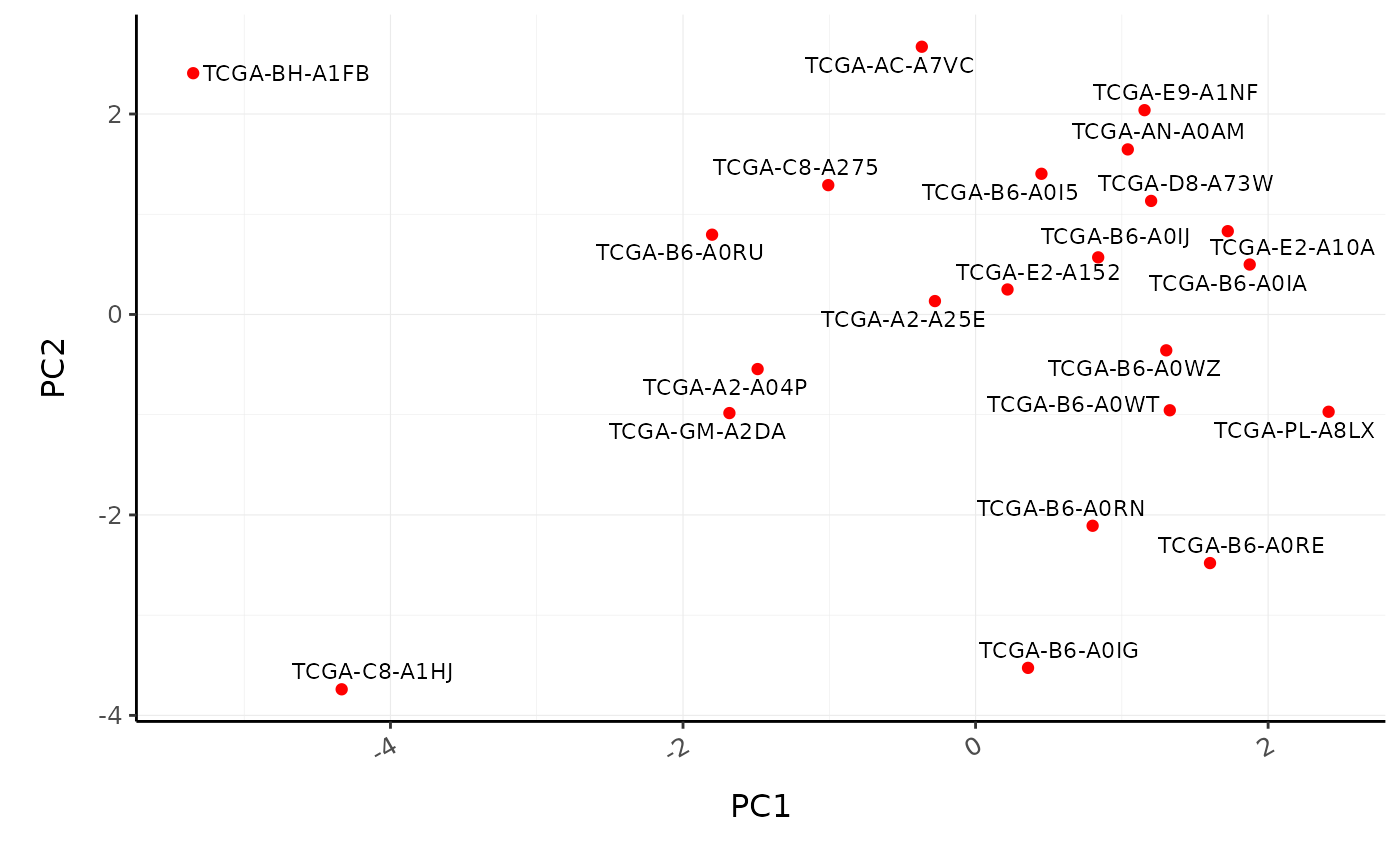 TCGA-AC-A7VC
TCGA-BH-A1FB
TCGA-E9-A1NF
2
TCGA-AN-A0AM
TCGA-C8-A275
TCGA-D8-A73W
TCGA-B6-A0I5
TCGA-B6-A0IJ
TCGA-E2-A10A
TCGA-B6-A0RU
TCGA-E2-A152
TCGA-B6-A0IA
0
TCGA-A2-A25E
PC2
TCGA-B6-A0WZ
TCGA-A2-A04P
TCGA-B6-A0WT
TCGA-GM-A2DA
TCGA-PL-A8LX
TCGA-B6-A0RN
-2
TCGA-B6-A0RE
TCGA-B6-A0IG
TCGA-C8-A1HJ
-4
-4
-2
0
2
PC1